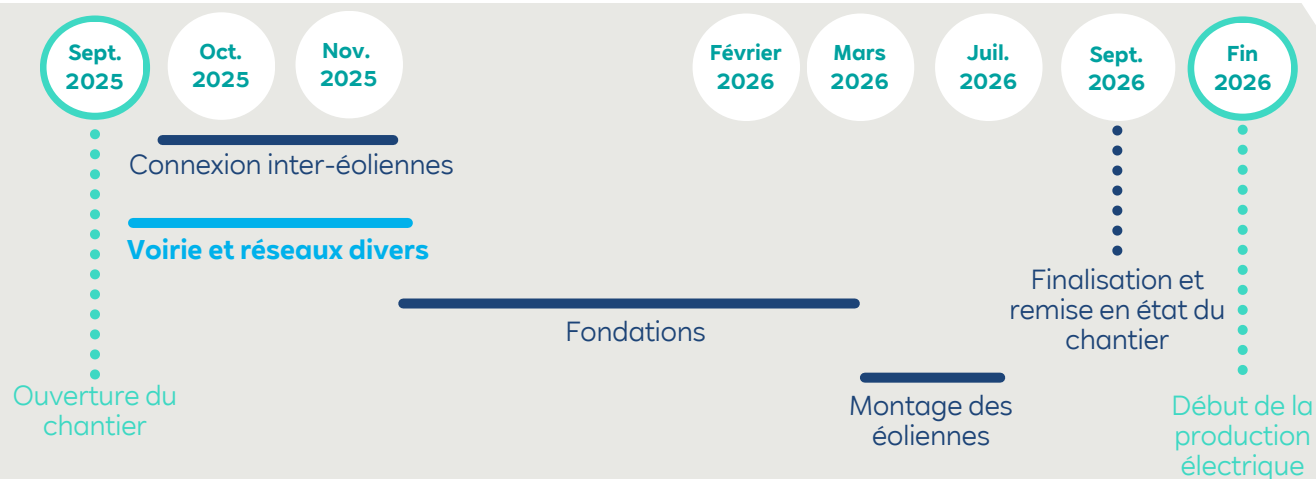 Sept.
2025
Oct.
2025
Nov.
2025
Février
2026
Mars
2026
Juil.
2026
Sept.
2026
Fin
2026
Connexion inter-éoliennes
Voirie et réseaux divers
Fondations
Finalisation et
remise en état du
chantier
Ouverture du
chantier
Montage des
éoliennes
Début de la
production
électrique